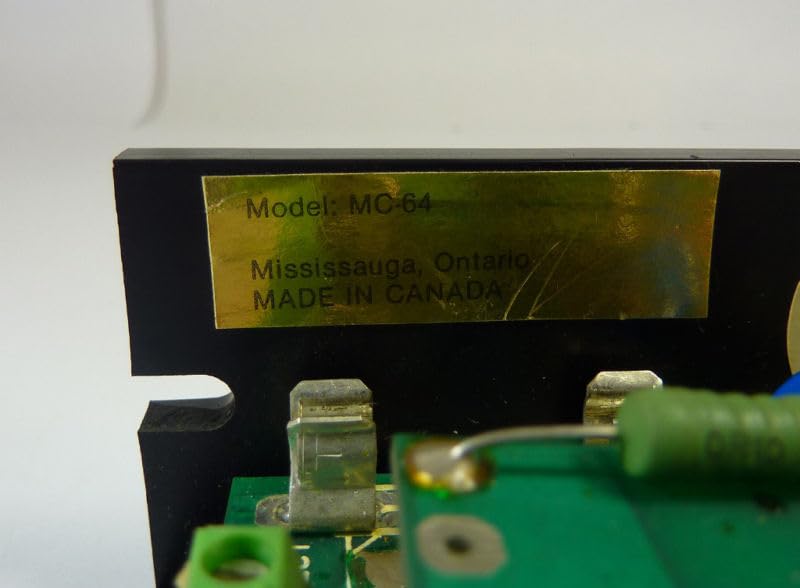 Model: MC-64
Mississauga, Ontario
MADE IN CANADA